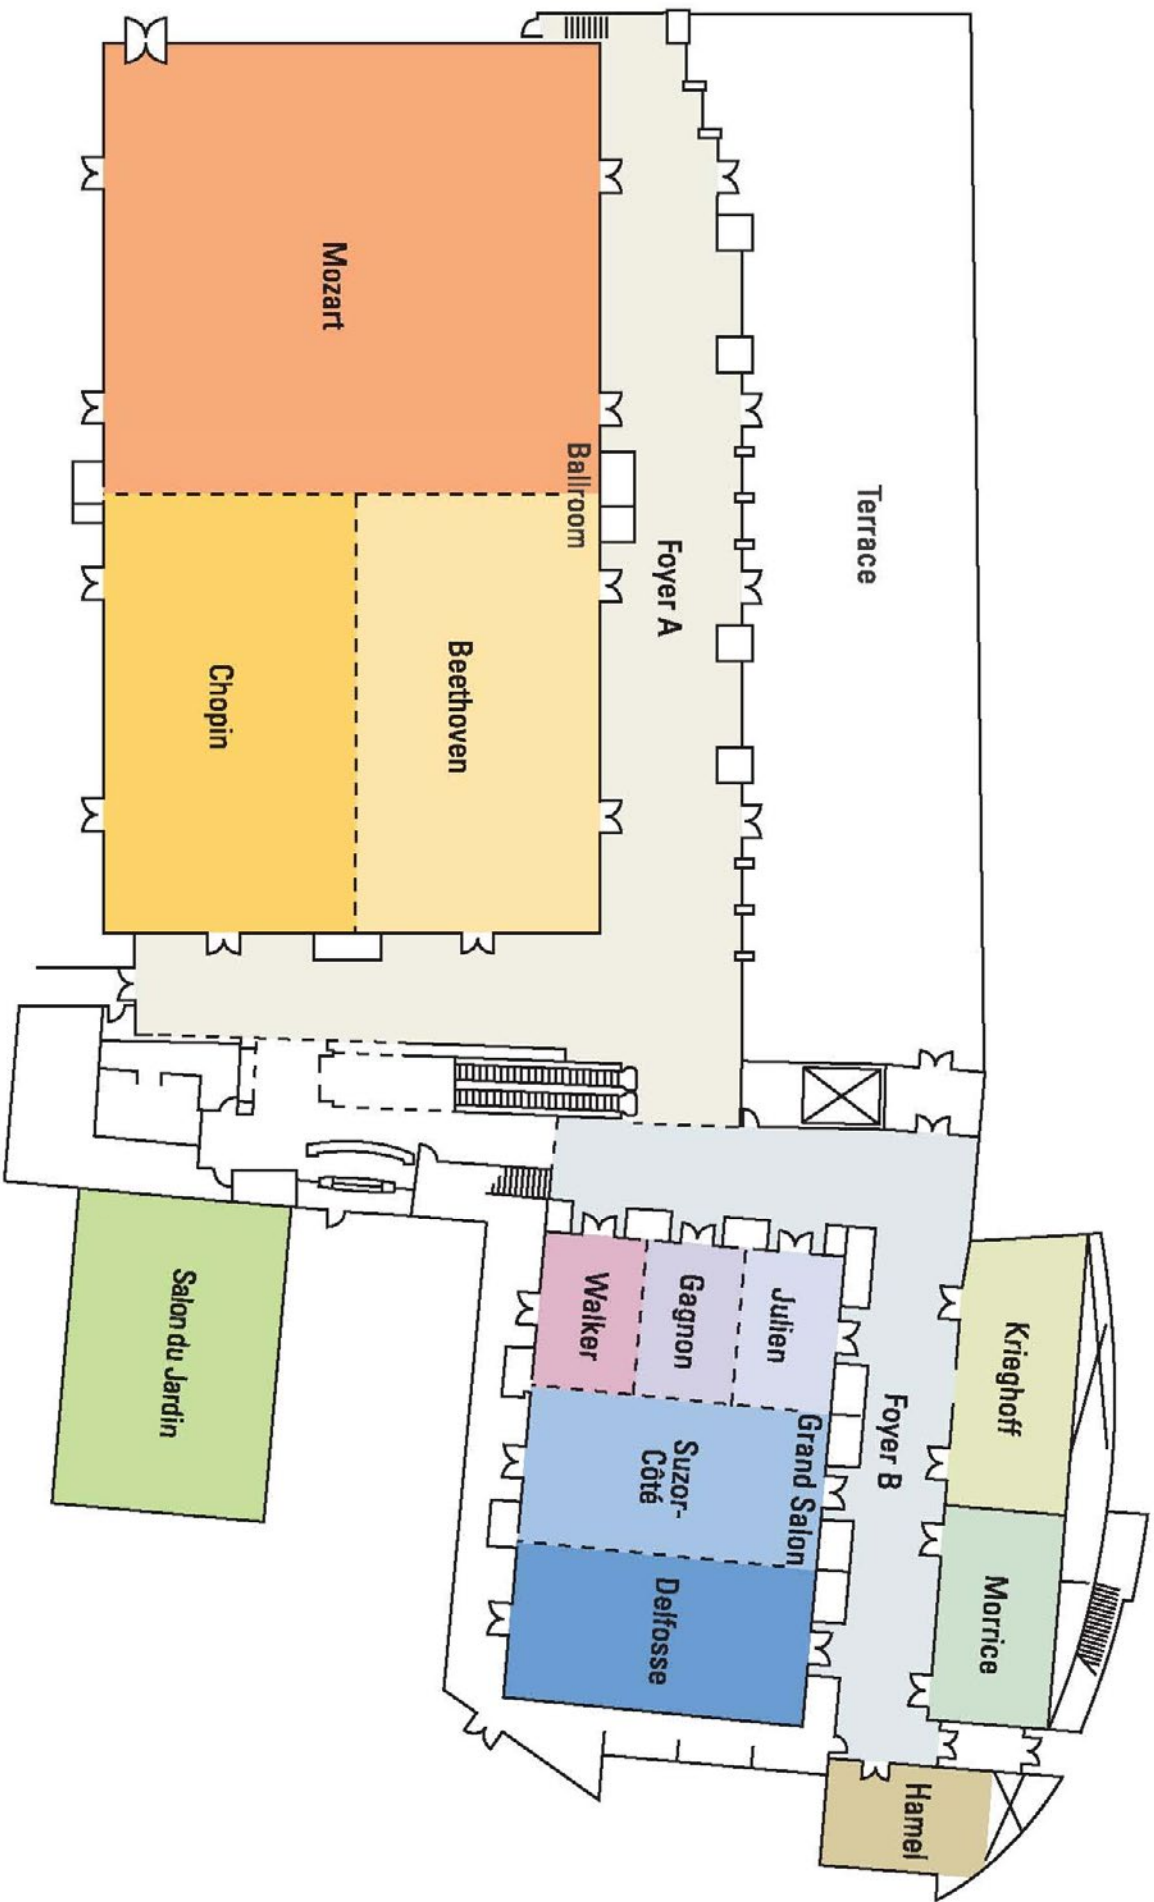 Terrace
Mozart
Ballroom
Foyer A
Beethoven
Chopin
Krieghoff
Julien
Gagnon
Walker
Salon du Jardin
Foyer B
Grand Salon
Suzor-
Côté
Morrice
Delfosse
Hamel